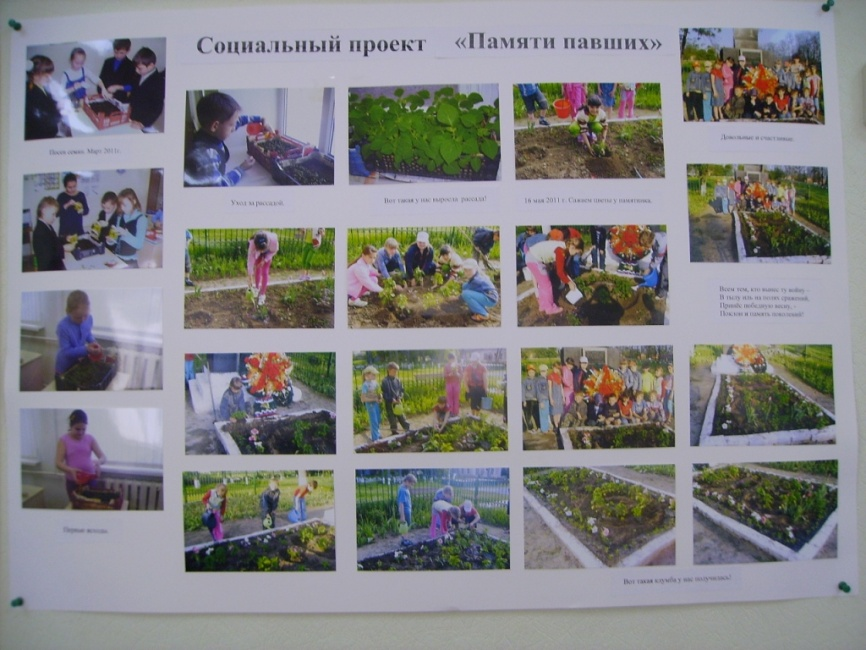 Социальный проект «Памяти павших»
Посев семян. Март 2011г.
Уход за рассадой.
Вот такая у нас выросла рассада!
18 мая 2011 г. Сажаем цветы у памятника.
Довольные и счастливые.
Всем тем, кто вынес ту войну –
В тылу иль на полях сражений,
Принёс победную весну, –
Поклон и память поколений!
Первые всходы.
Вот такая клумба у нас получилась!